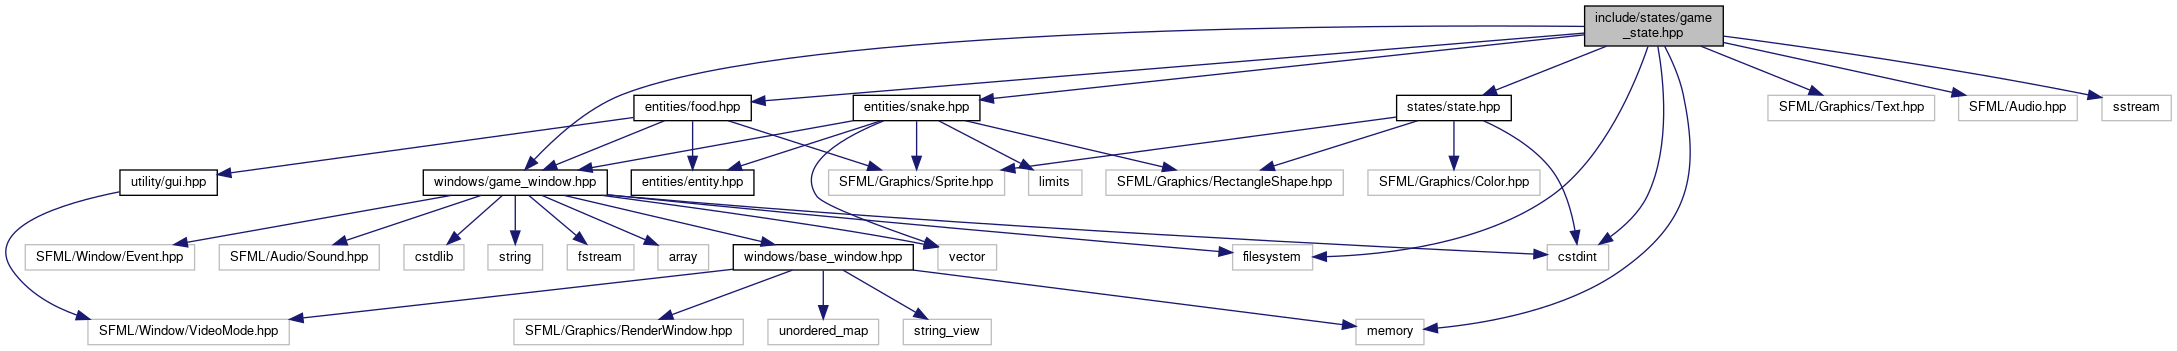 include/states/game
_state.hpp
entities/food.hpp
entities/snake.hpp
states/state.hpp
SFML/Graphics/Text.hpp
SFML/Audio.hpp
sstream
utility/gui.hpp
windows/game_window.hpp
entities/entity.hpp
SFML/Graphics/Sprite.hpp
limits
SFML/Graphics/RectangleShape.hpp
SFML/Graphics/Color.hpp
SFML/Window/Event.hpp
SFML/Audio/Sound.hpp
cstdlib
string
fstream
array
windows/base_window.hpp
vector
filesystem
cstdint
SFML/Window/VideoMode.hpp
SFML/Graphics/RenderWindow.hpp
unordered_map
string_view
memory